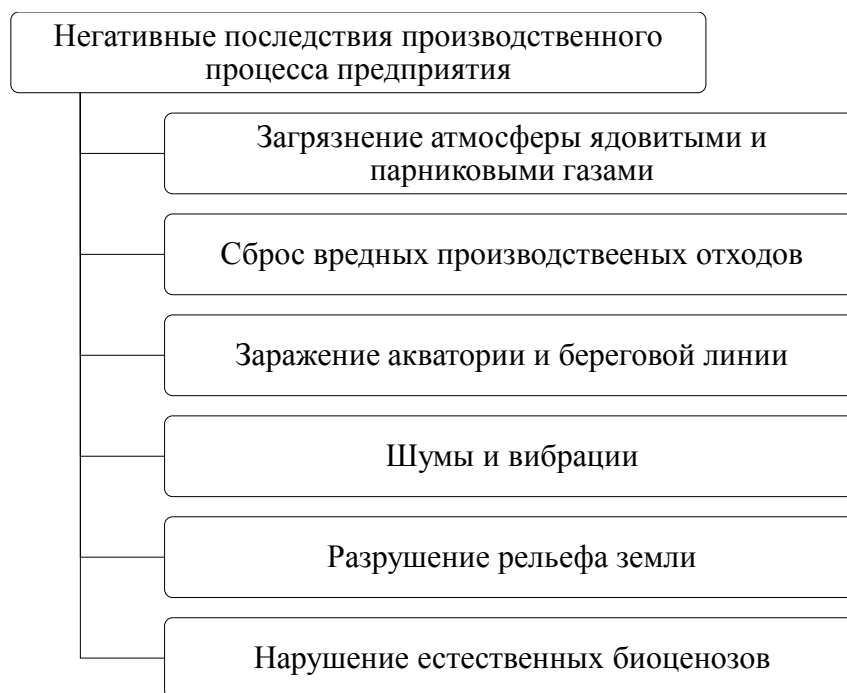 Негативные последствия производственного
процесса предприятия
Загрязнение атмосферы ядовитыми и
парниковыми газами
Сброс вредных производствееных отходов
Заражение акватории и береговой линии
Шумы и вибрации
Разрушение рельефа земли
Нарушение естественных биоценозов